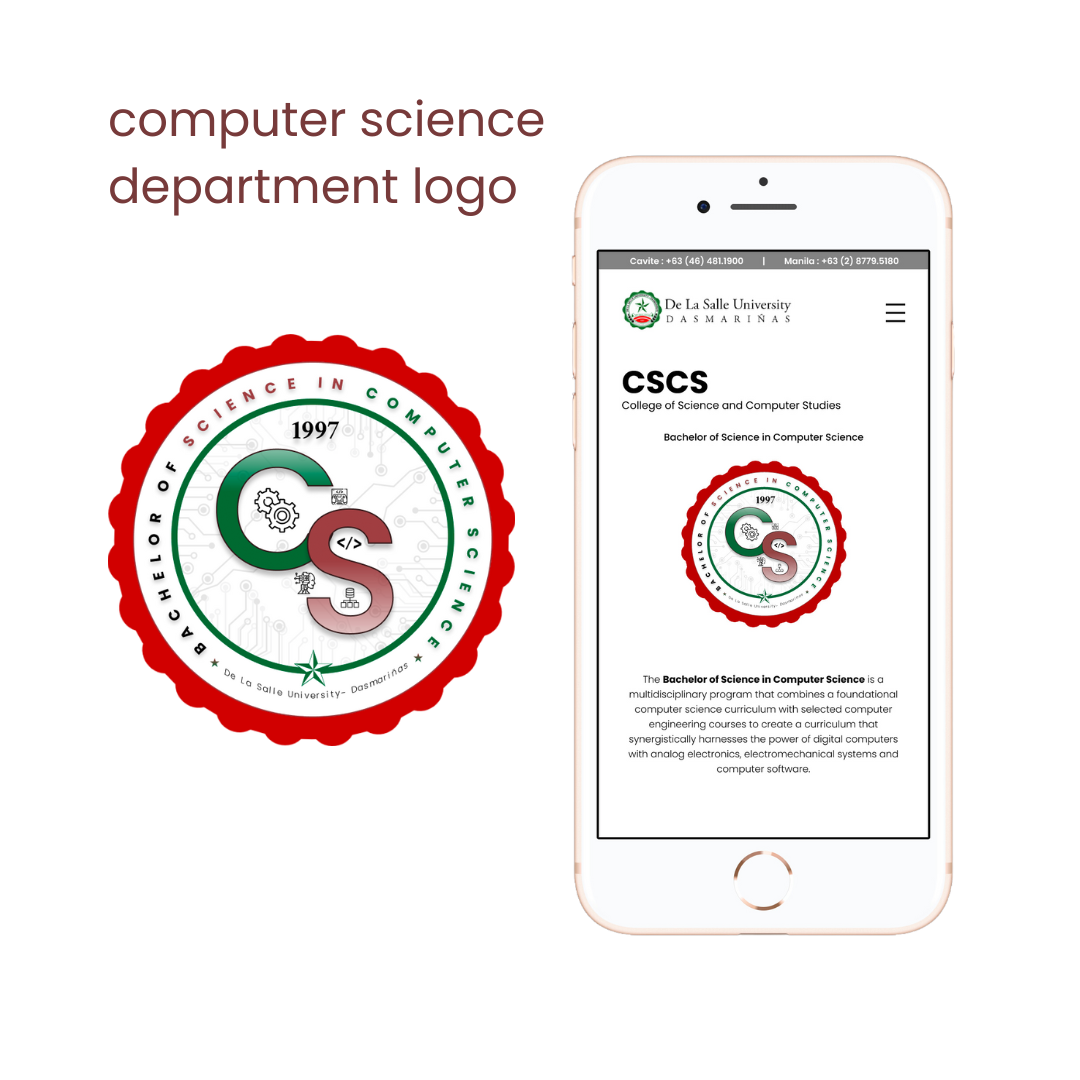 computer science
department logo
BACHELOR OF SCIENCE IN COMPUTER SCIENCE
1997
CS
</>
De La Salle University- Dasmariñas
Cavite : +63 (46) 481.1900 | Manila : +63 (2) 8779.5180
De La Salle University
DASMARIÑAS
CSCS
College of Science and Computer Studies
Bachelor of Science in Computer Science
BACHELOR OF SCIENCE IN COMPUTER SCIENCE
1997
CS
</>
De La Salle University- Dasmariñas
The Bachelor of Science in Computer Science is a
multidisciplinary program that combines a foundational
computer science curriculum with selected computer
engineering courses to create a curriculum that
synergistically harnesses the power of digital computers
with analog electronics, electromechanical systems and
computer software.